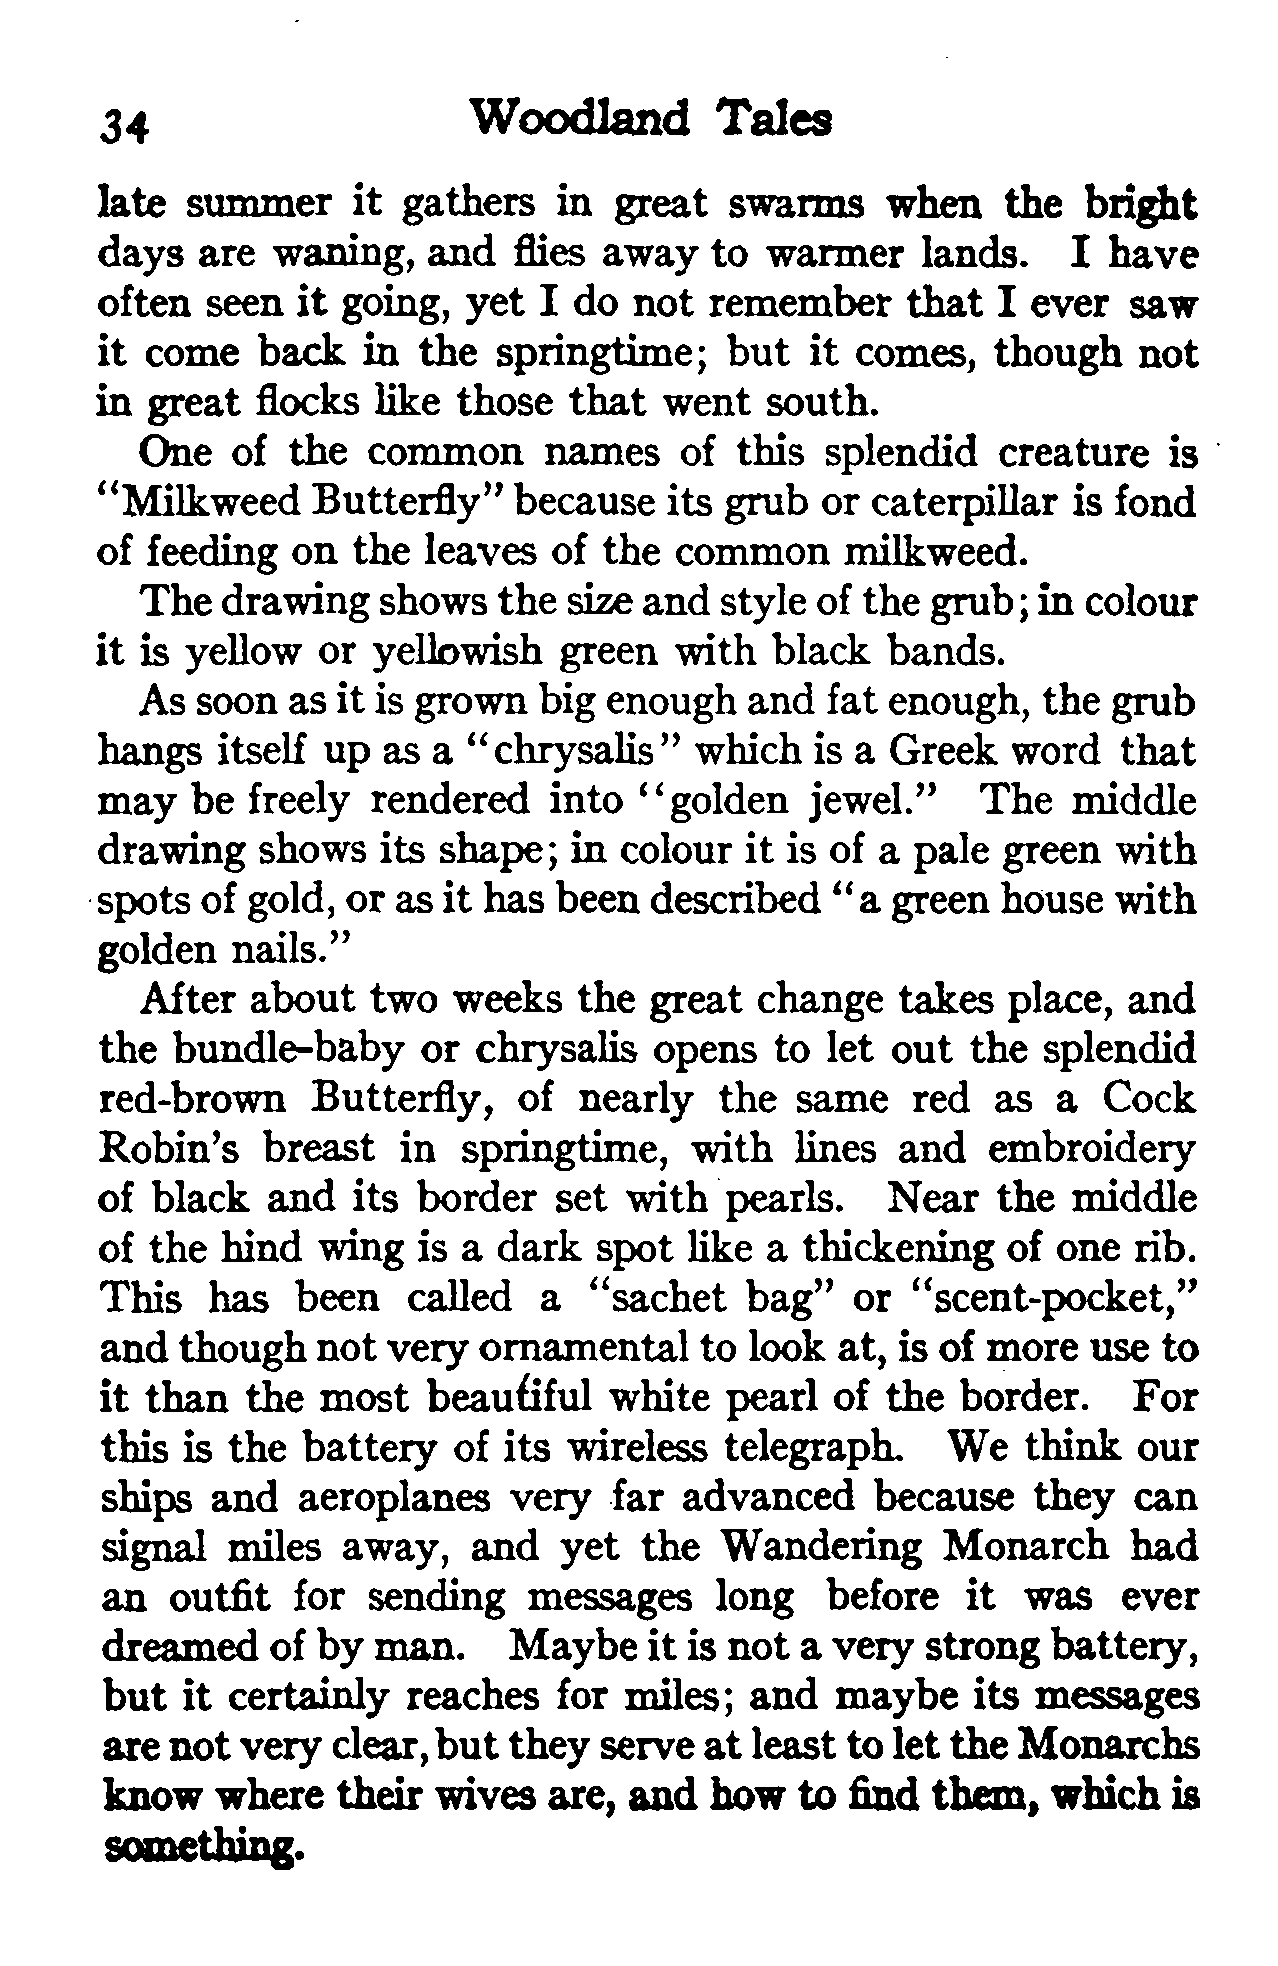 34 Woodland Tales
late summer it gathers in great swarms when the bright
days are waning, and flies away to warmer lands. I have
often seen it going, yet I do not remember that I ever saw
it come back in the springtime; but it comes, though not
in great flocks like those that went south.
One of the common names of this splendid creature is
"Milkweed Butterfly" because its grub or caterpillar is fond
of feeding on the leaves of the common milkweed.
The drawing shows the size and style of the grub; in colour
it is yellow or yellowish green with black bands.
As soon as it is grown big enough and fat enough, the grub
hangs itself up as a "chrysalis" which is a Greek word that
may be freely rendered into "golden jewel." The middle
drawing shows its shape; in colour it is of a pale green with
spots of gold, or as it has been described "a green house with
golden nails."
After about two weeks the great change takes place, and
the bundle-baby or chrysalis opens to let out the splendid
red-brown Butterfly, of nearly the same red as a Cock
Robin's breast in springtime, with lines and embroidery
of black and its border set with pearls. Near the middle
of the hind wing is a dark spot like a thickening of one rib.
This has been called a "sachet bag" or "scent-pocket,"
and though not very ornamental to look at, is of more use to
it than the most beautiful white pearl of the border. For
this is the battery of its wireless telegraph. We think our
ships and aeroplanes very far advanced because they can
signal miles away, and yet the Wandering Monarch had
an outfit for sending messages long before it was ever
dreamed of by man. Maybe it is not a very strong battery,
but it certainly reaches for miles; and maybe its messages
are not very clear, but they serve at least to let the Monarchs
know where their wives are, and how to find them, which is
something.